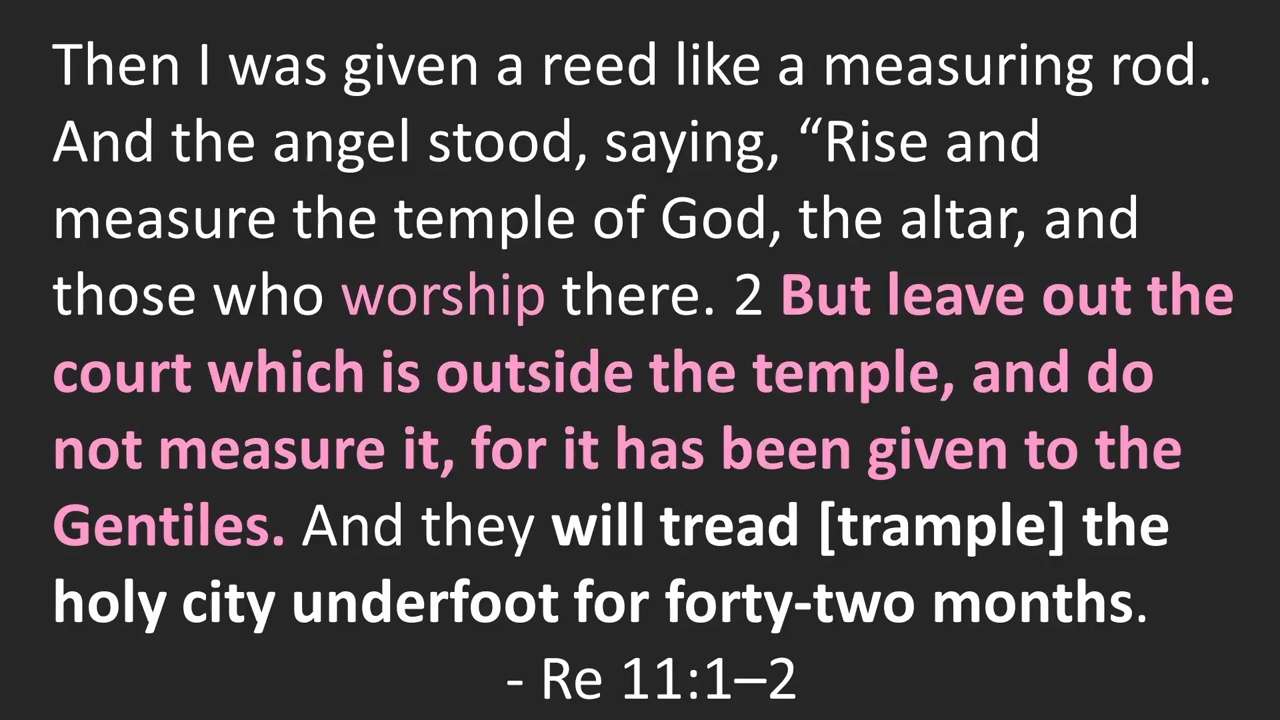 Then I was given a reed like a measuring rod.
And the angel stood, saying, “Rise and
measure the temple of God, the altar, and
those who worship there. 2 But leave out the
court which is outside the temple, and do
not measure it, for it has been given to the
Gentiles. And they will tread [trample] the
holy city underfoot for forty-two months.
- Re 11:1–2